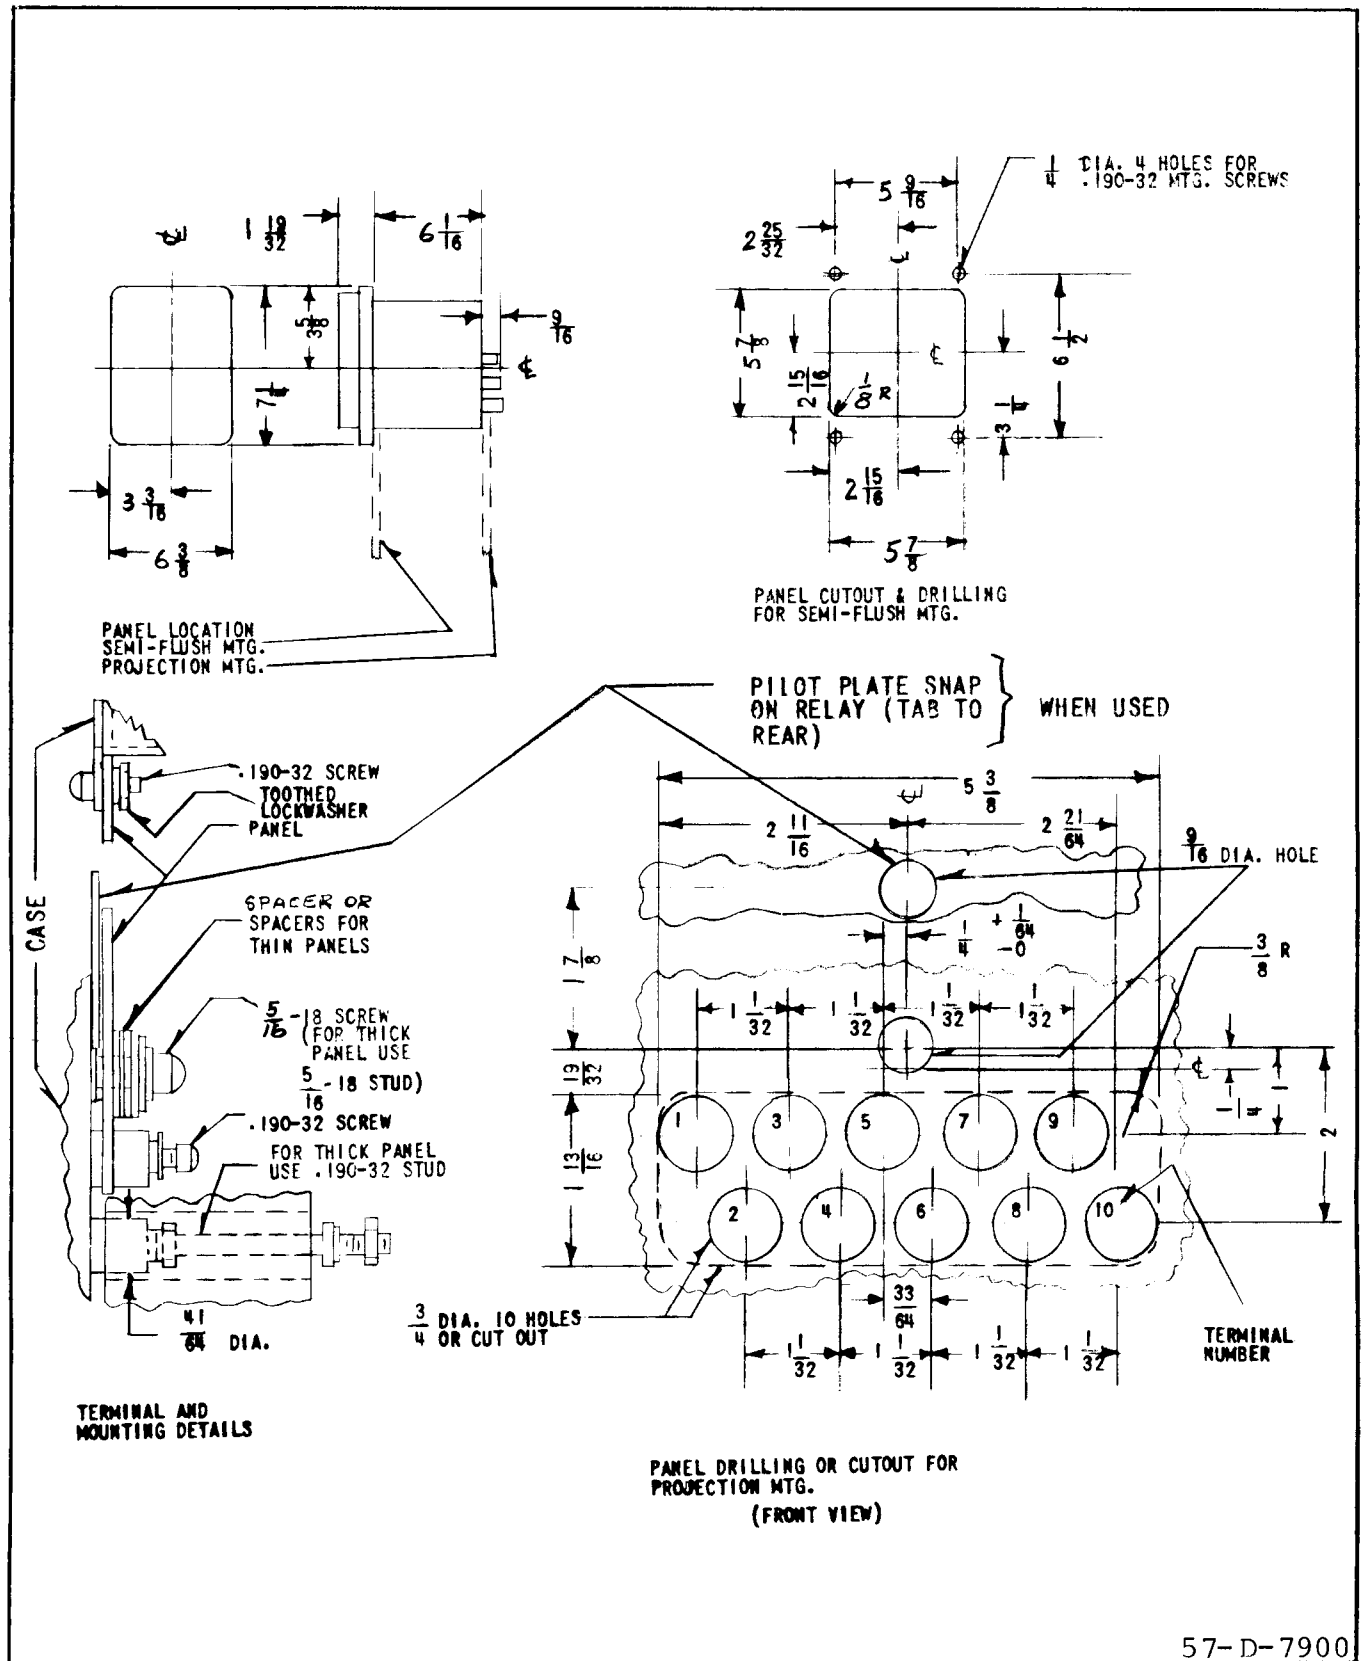 1/4 DIA. 4 HOLES FOR
.190-32 MTG. SCREWS
5 9/16
2 25/32
1 19/32
6 1/16
9/16
3 5/8
7 1/4
3 3/16
6 3/8
5 7/8
2 15/16
1/8 R
6 1/2
3 1/4
2 15/16
5 7/8
PANEL CUTOUT & DRILLING
FOR SEMI-FLUSH MTG.
PANEL LOCATION
SEMI-FLUSH MTG.
PROJECTION MTG.
PILOT PLATE SNAP
ON RELAY (TAB TO
REAR)
WHEN USED
CASE
.190-32 SCREW
TOOTHED
LOCKWASHER
PANEL
SPACER OR
SPACERS FOR
THIN PANELS
5/16-18 SCREW
(FOR THICK
PANEL USE
5/16-18 STUD)
.190-32 SCREW
FOR THICK PANEL
USE .190-32 STUD
41/64 DIA.
TERMINAL AND
MOUNTING DETAILS
5 3/8
2 11/16
2 21/64
9/16 DIA. HOLE
1/4 + 1/64
-0
3/8 R
1 7/8
1 1/32
1 1/32
1 1/32
1 1/32
19/32
1 13/16
1
3
5
7
9
1/4
1
2
2
4
6
8
10
33/64
3/4 DIA. 10 HOLES
OR CUT OUT
1 1/32
1 1/32
1 1/32
1 1/32
TERMINAL
NUMBER
PANEL DRILLING OR CUTOUT FOR
PROJECTION MTG.
(FRONT VIEW)
57-D-7900